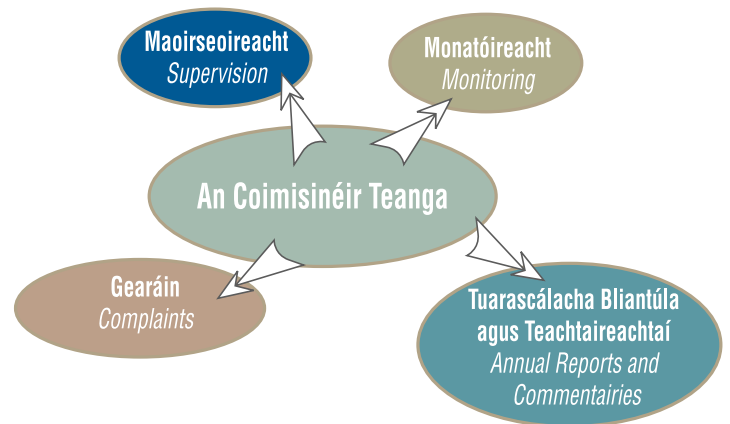 Maoirseoireacht
Supervision
Monatóireacht
Monitoring
An Coimisinéir Teanga
Gearáin
Complaints
Tuarascálacha Bliantúla
agus Teachtaireachtaí
Annual Reports and
Commentairies